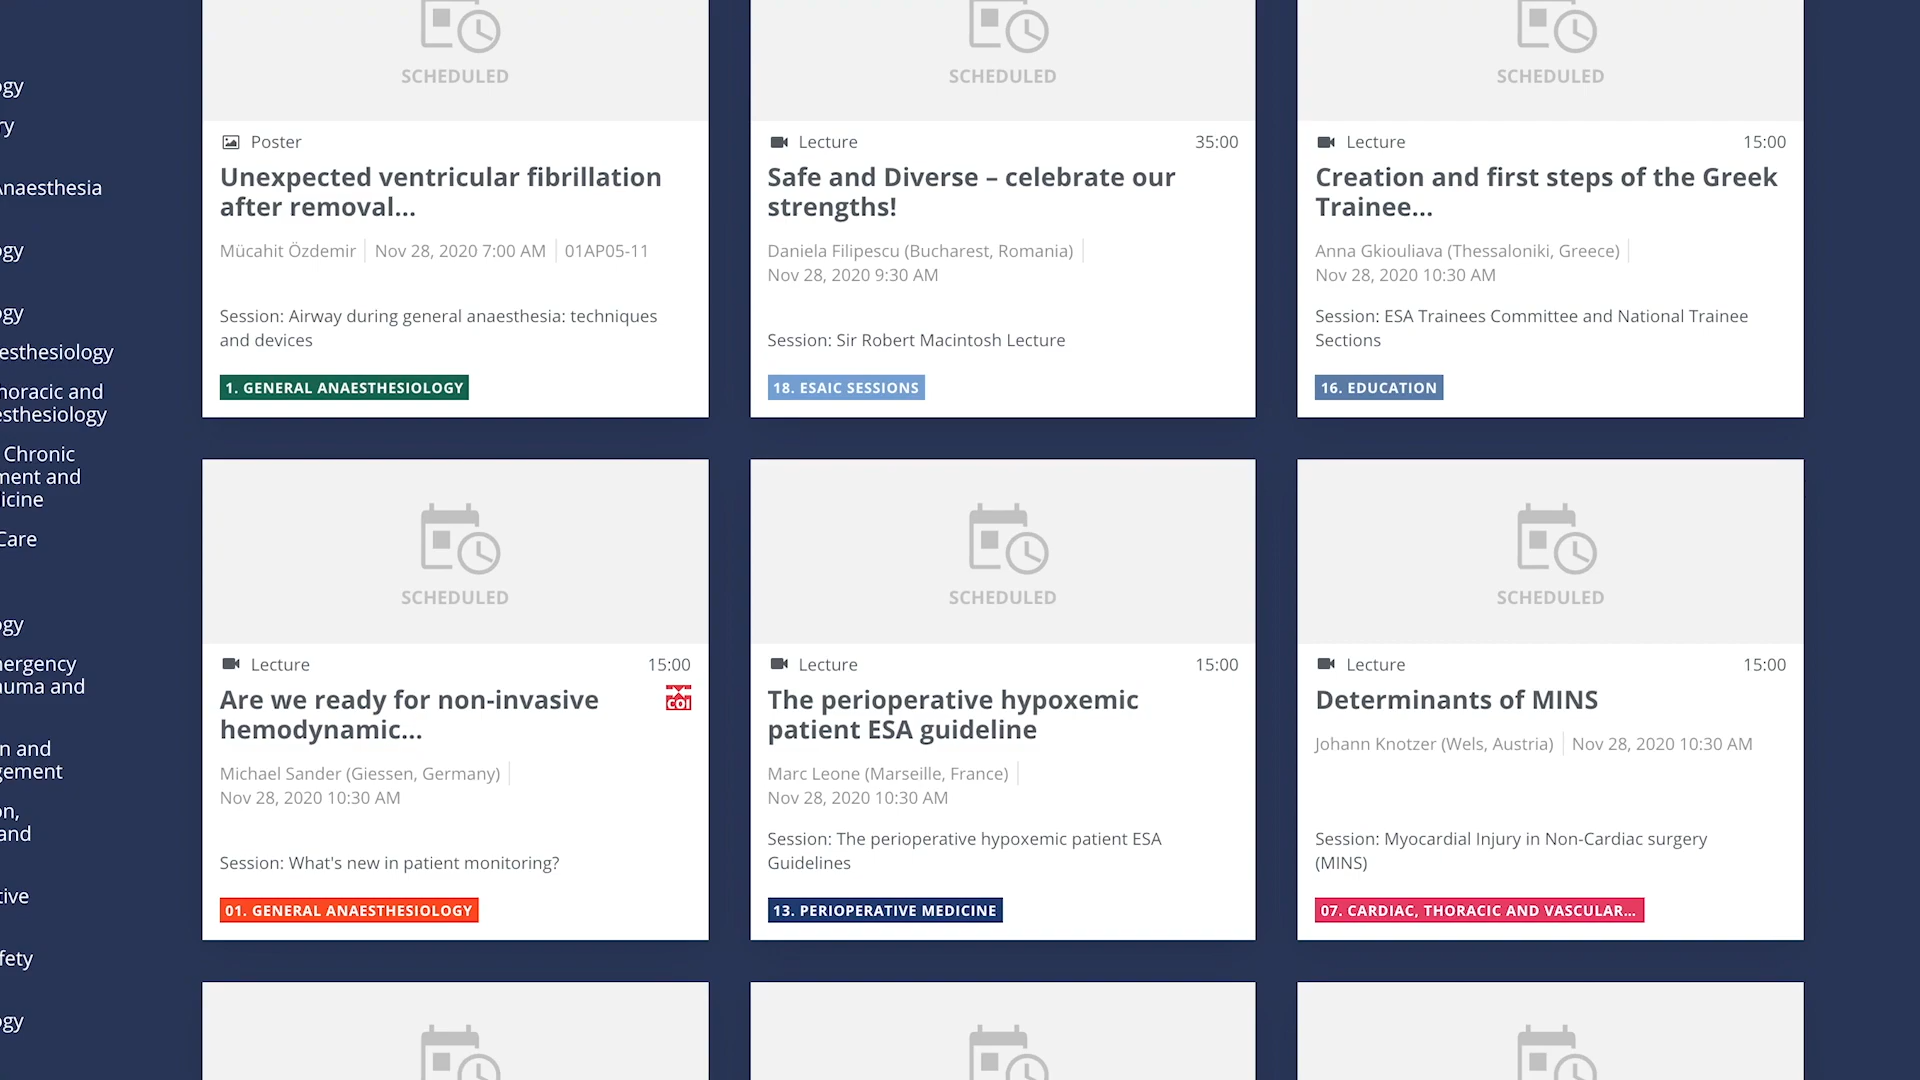 ogy
ry
Anaesthesia
ogy
ogy
esthesiology
horacic and
esthesiology
Chronic
ment and
icine
Care
ogy
mergency
auma and
n and
gement
on,
and
tive
fety
ogy
SCHEDULED
Poster
Unexpected ventricular fibrillation
after removal...
Mücahit Özdemir Nov 28, 2020 7:00 AM 01AP05-11
Session: Airway during general anaesthesia: techniques
and devices
1. GENERAL ANAESTHESIOLOGY
SCHEDULED
Lecture 35:00
Safe and Diverse – celebrate our
strengths!
Daniela Filipescu (Bucharest, Romania)
Nov 28, 2020 9:30 AM
Session: Sir Robert Macintosh Lecture
18. ESAIC SESSIONS
SCHEDULED
Lecture 15:00
Creation and first steps of the Greek
Trainee...
Anna Gkiouliava (Thessaloniki, Greece)
Nov 28, 2020 10:30 AM
Session: ESA Trainees Committee and National Trainee
Sections
16. EDUCATION
SCHEDULED
Lecture 15:00
Are we ready for non-invasive
hemodynamic...
COI
Michael Sander (Giessen, Germany)
Nov 28, 2020 10:30 AM
Session: What's new in patient monitoring?
01. GENERAL ANAESTHESIOLOGY
SCHEDULED
Lecture 15:00
The perioperative hypoxemic
patient ESA guideline
Marc Leone (Marseille, France)
Nov 28, 2020 10:30 AM
Session: The perioperative hypoxemic patient ESA
Guidelines
13. PERIOPERATIVE MEDICINE
SCHEDULED
Lecture 15:00
Determinants of MINS
Johann Knotzer (Wels, Austria) Nov 28, 2020 10:30 AM
Session: Myocardial Injury in Non-Cardiac surgery
(MINS)
07. CARDIAC, THORACIC AND VASCULAR...